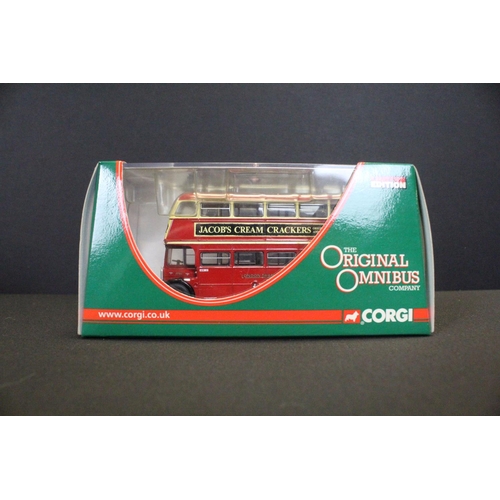 EDITION
JACOB'S CREAM CRACKERS
THE
ORIGINAL
OMNIBUS
COMPANY
www.corgi.co.uk
CORGI